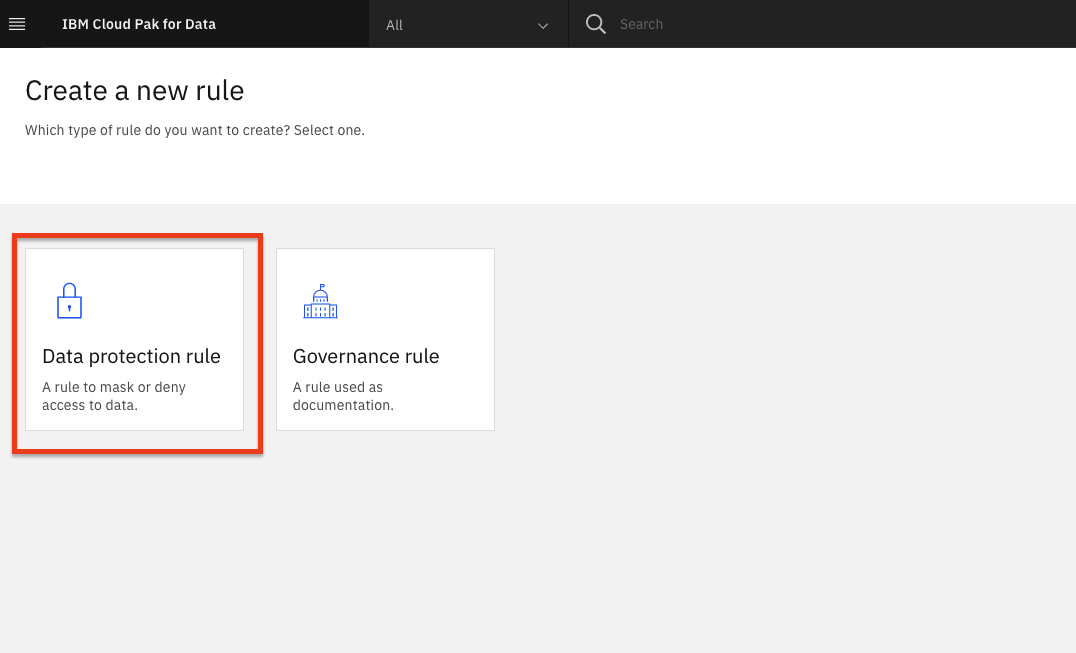 IBM Cloud Pak for Data
All
Search
Create a new rule
Which type of rule do you want to create? Select one.
Data protection rule
A rule to mask or deny
access to data.
Governance rule
A rule used as
documentation.